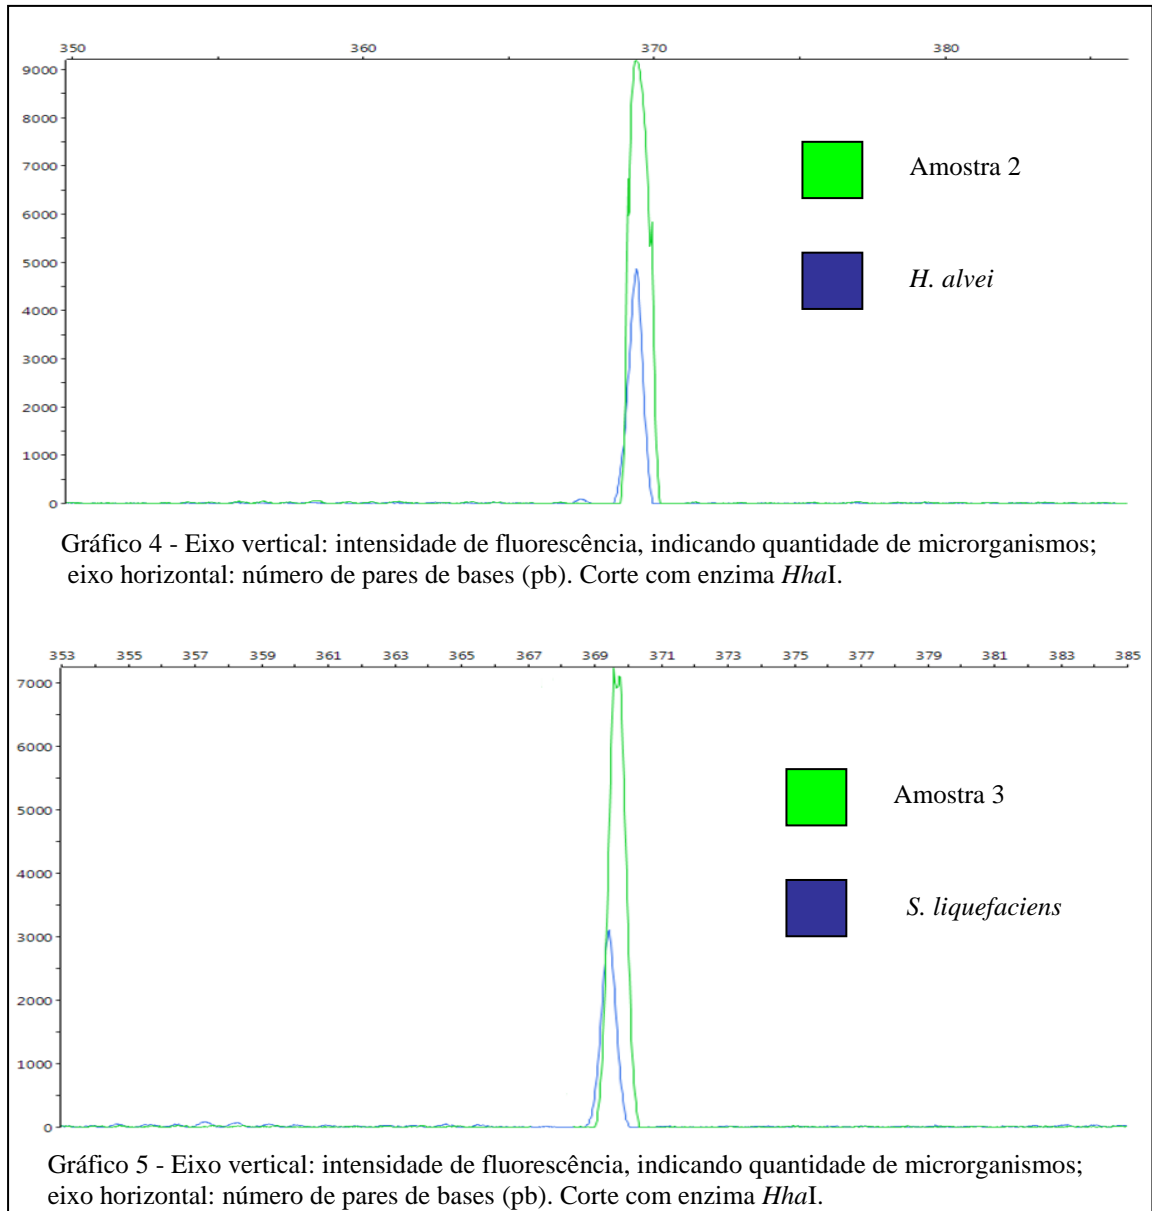 350 360 370 380
9000
8000
7000
6000
5000
4000
3000
2000
1000
0
Amostra 2
H. alvei
Gráfico 4 - Eixo vertical: intensidade de fluorescência, indicando quantidade de microrganismos;
eixo horizontal: número de pares de bases (pb). Corte com enzima HhaI.
353 355 357 359 361 363 365 367 369 371 373 375 377 379 381 383 385
7000
6000
5000
4000
3000
2000
1000
0
Amostra 3
S. liquefaciens
Gráfico 5 - Eixo vertical: intensidade de fluorescência, indicando quantidade de microrganismos;
eixo horizontal: número de pares de bases (pb). Corte com enzima HhaI.